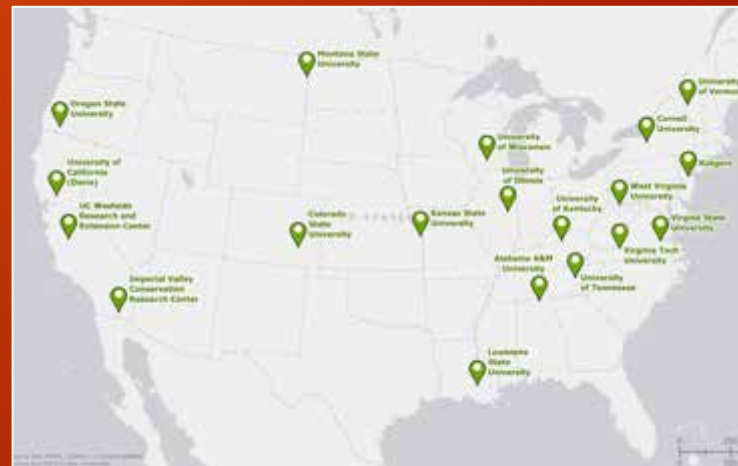 Montana State
University
University
of Vermont
Oregon State
University
Cornell
University
University
of Wisconsin
Rutgers
University of
California
(Davis)
University
of Illinois
West Virginia
University
UC Westside
Research and
Extension Center
Colorado
State
University
Kansas State
University
University
of Kentucky
Virginia State
University
Virginia Tech
University
Alabama A&M
University
University
of Tennessee
Imperial Valley
Conservation
Research Center
Louisiana
State
University
0